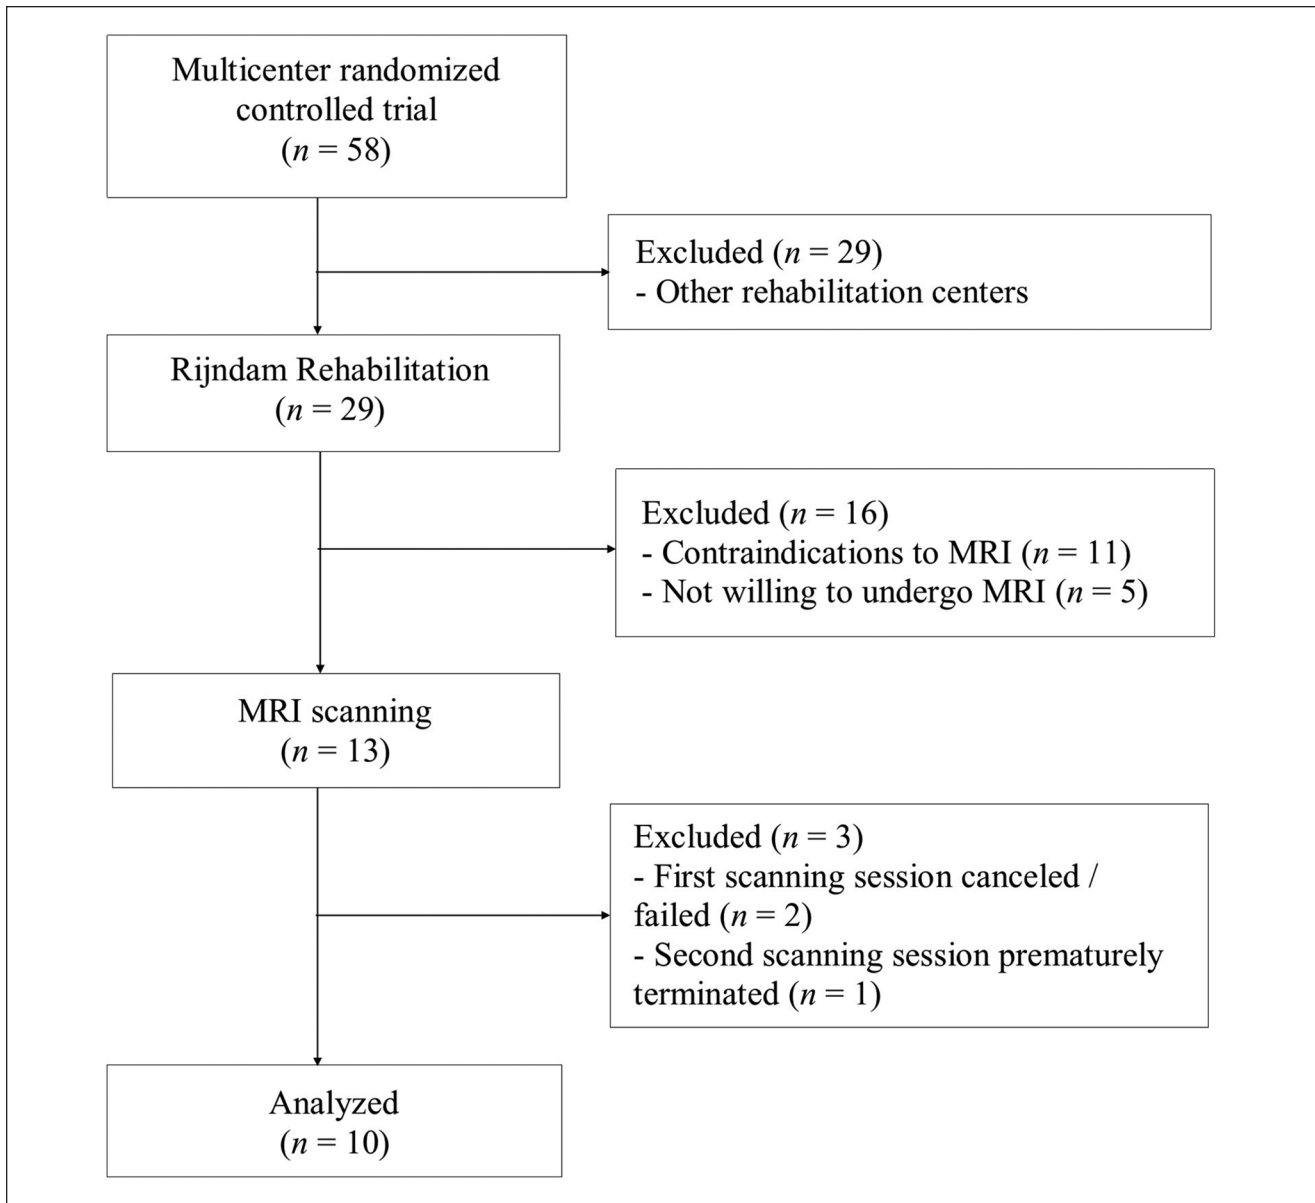 Multicenter randomized
controlled trial
(n = 58)
Excluded (n = 29)
- Other rehabilitation centers
Rijndam Rehabilitation
(n = 29)
Excluded (n = 16)
- Contraindications to MRI (n = 11)
- Not willing to undergo MRI (n = 5)
MRI scanning
(n = 13)
Excluded (n = 3)
- First scanning session canceled /
failed (n = 2)
- Second scanning session prematurely
terminated (n = 1)
Analyzed
(n = 10)